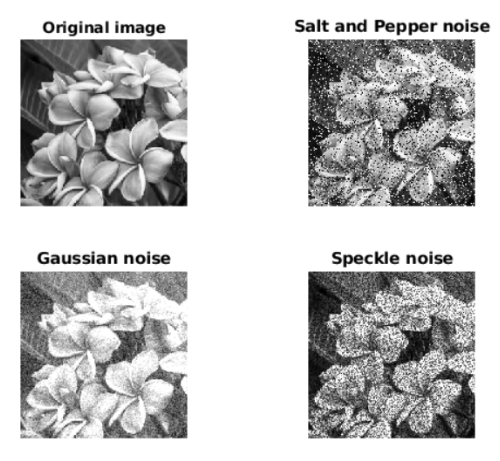 Original image
Salt and Pepper noise
Gaussian noise
Speckle noise